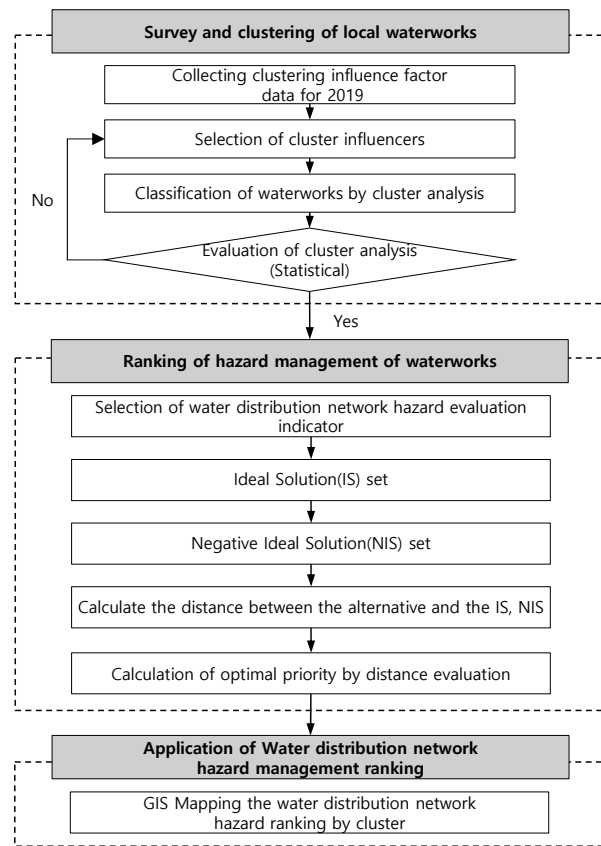 Survey and clustering of local waterworks
Collecting clustering influence factor
data for 2019
Selection of cluster influencers
No
Classification of waterworks by cluster analysis
Evaluation of cluster analysis
(Statistical)
Yes
Ranking of hazard management of waterworks
Selection of water distribution network hazard evaluation
indicator
Ideal Solution(IS) set
Negative Ideal Solution(NIS) set
Calculate the distance between the alternative and the IS, NIS
Calculation of optimal priority by distance evaluation
Application of Water distribution network
hazard management ranking
GIS Mapping the water distribution network
hazard ranking by cluster